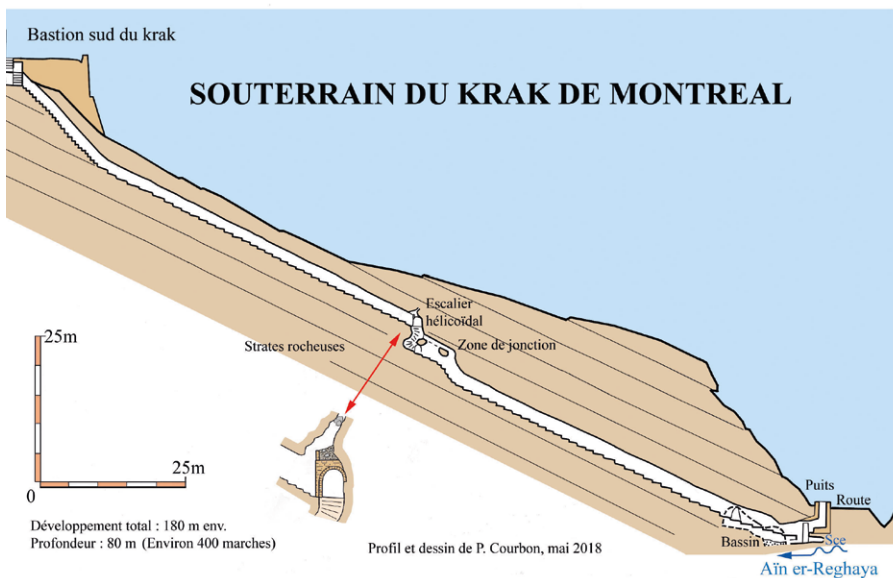 Bastion sud du krak
SOUTERRAIN DU KRAK DE MONTREAL
Escalier
hélicoïdal
Strates rocheuses
Zone de jonction
25m
25m
0
Puits
Route
Bassin
Sce
Aïn er-Reghaya
Développement total : 180 m env.
Profondeur : 80 m (Environ 400 marches)
Profil et dessin de P. Courbon, mai 2018